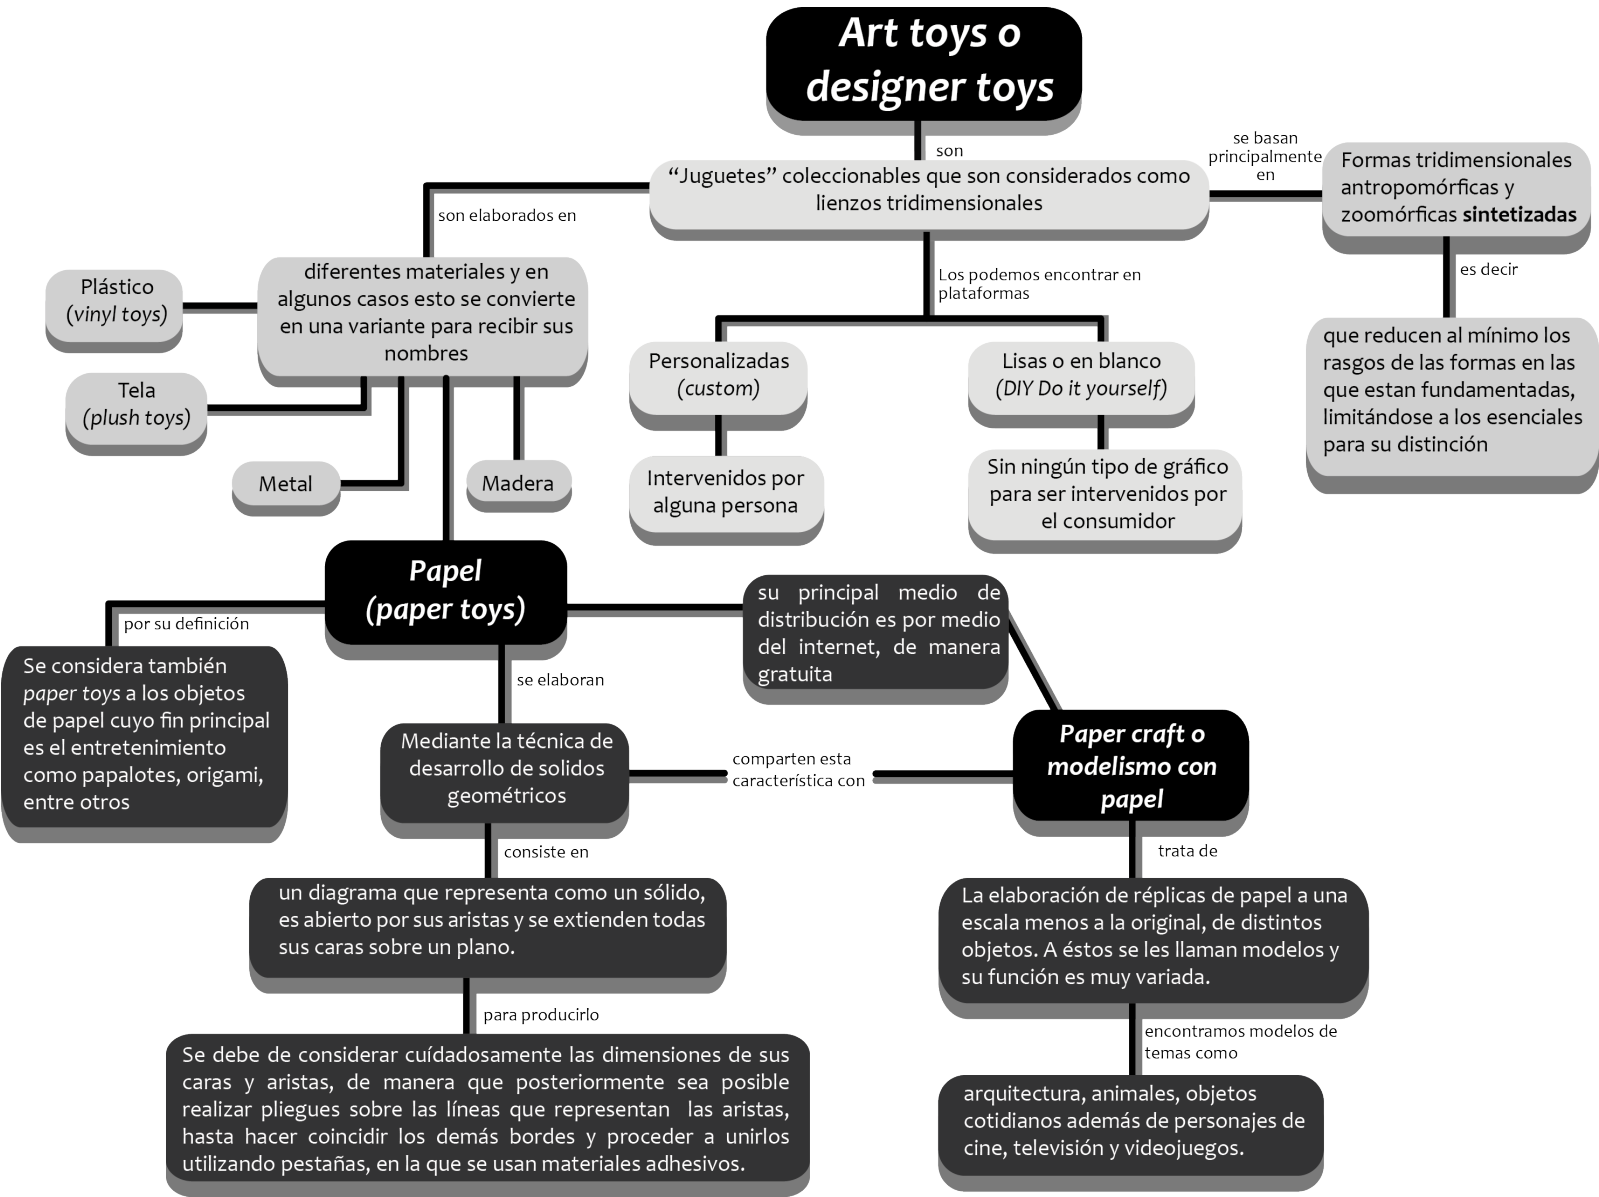 Art toys o
designer toys
son
“Juguetes” coleccionables que son considerados como
lienzos tridimensionales
se basan
principalmente
en
Formas tridimensionales
antropomórficas y
zoomórficas sintetizadas
es decir
que reducen al mínimo los
rasgos de las formas en las
que estan fundamentadas,
limitándose a los esenciales
para su distinción
son elaborados en
diferentes materiales y en
algunos casos esto se convierte
en una variante para recibir sus
nombres
Plástico
(vinyl toys)
Tela
(plush toys)
Metal
Madera
Los podemos encontrar en
plataformas
Personalizadas
(custom)
Intervenidos por
alguna persona
Lisas o en blanco
(DIY Do it yourself)
Sin ningún tipo de gráfico
para ser intervenidos por
el consumidor
Papel
(paper toys)
por su definición
Se considera también
paper toys a los objetos
de papel cuyo fin principal
es el entretenimiento
como papalotes, origami,
entre otros
su principal medio de
distribución es por medio
del internet, de manera
gratuita
se elaboran
Mediante la técnica de
desarrollo de solidos
geométricos
comparten esta
característica con
Paper craft o
modelismo con
papel
consiste en
un diagrama que representa como un sólido,
es abierto por sus aristas y se extienden todas
sus caras sobre un plano.
para producirlo
Se debe de considerar cuídadosamente las dimensiones de sus
caras y aristas, de manera que posteriormente sea posible
realizar pliegues sobre las líneas que representan las aristas,
hasta hacer coincidir los demás bordes y proceder a unirlos
utilizando pestañas, en la que se usan materiales adhesivos.
trata de
La elaboración de réplicas de papel a una
escala menos a la original, de distintos
objetos. A éstos se les llaman modelos y
su función es muy variada.
encontramos modelos de
temas como
arquitectura, animales, objetos
cotidianos además de personajes de
cine, televisión y videojuegos.